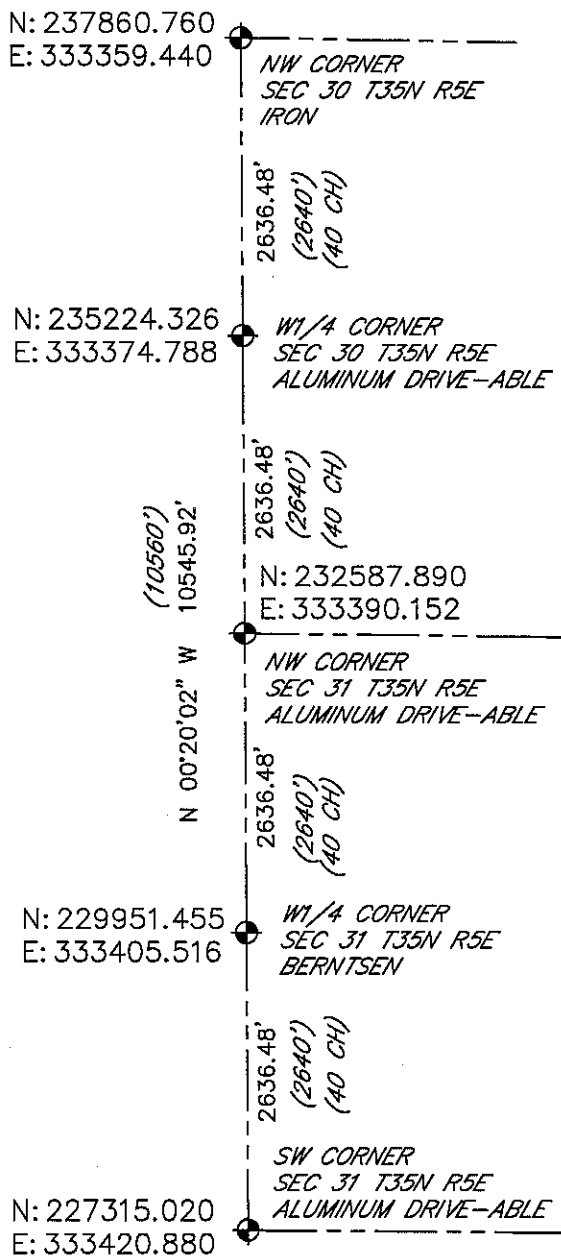 N: 237860.760
E: 333359.440
NW CORNER
SEC 30 T35N R5E
IRON
2636.48'
(2640')
(40 CH)
N: 235224.326
E: 333374.788
W1/4 CORNER
SEC 30 T35N R5E
ALUMINUM DRIVE-ABLE
2636.48'
(2640')
(40 CH)
(10560')
N 00°20'02" W 10545.92'
N: 232587.890
E: 333390.152
NW CORNER
SEC 31 T35N R5E
ALUMINUM DRIVE-ABLE
2636.48'
(2640')
(40 CH)
N: 229951.455
E: 333405.516
W1/4 CORNER
SEC 31 T35N R5E
BERNTSEN
2636.48'
(2640')
(40 CH)
SW CORNER
SEC 31 T35N R5E
ALUMINUM DRIVE-ABLE
N: 227315.020
E: 333420.880